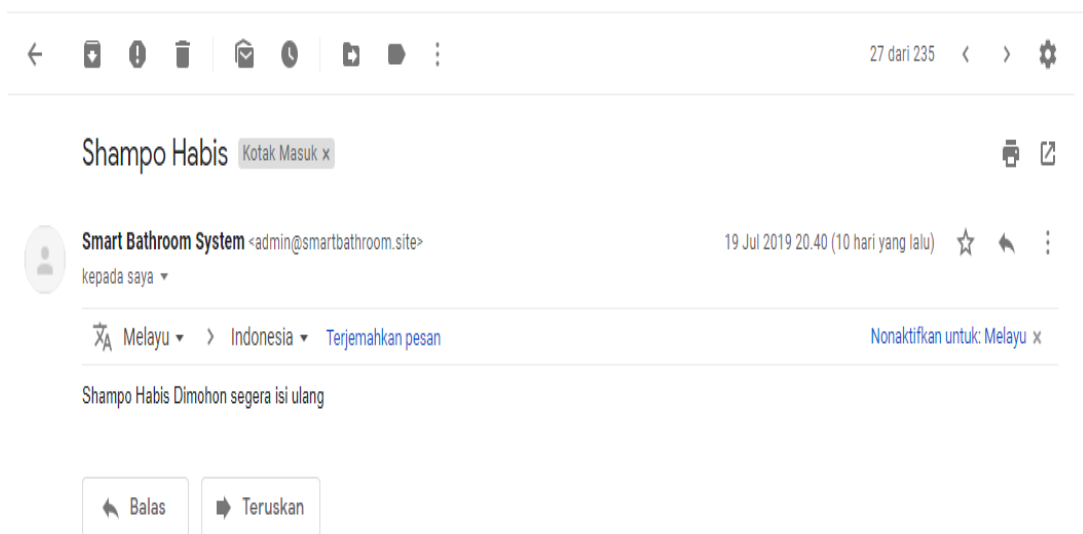 27 dari 235
Shampo Habis Kotak Masuk x
Smart Bathroom System <admin@smartbathroom.site> 19 Jul 2019 20.40 (10 hari yang lalu)
kepada saya
Melayu > Indonesia Terjemahkan pesan Nonaktifkan untuk: Melayu x
Shampo Habis Dimohon segera isi ulang
Balas Teruskan